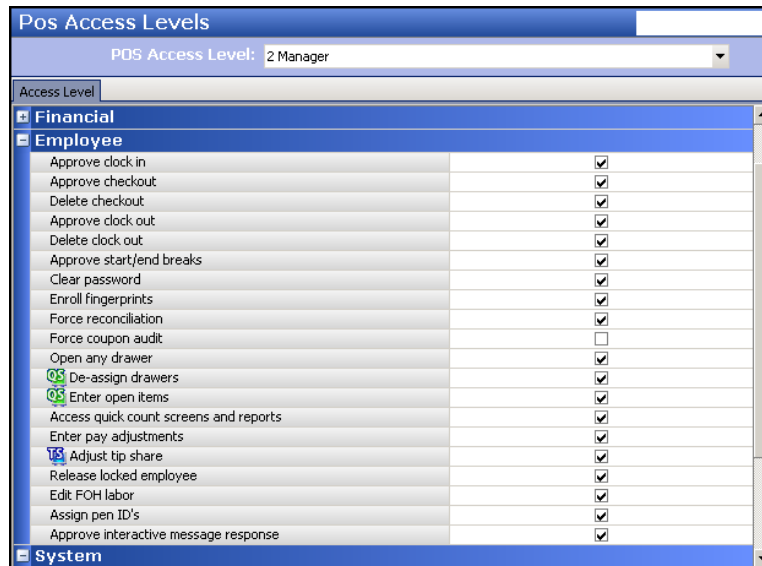 Pos Access Levels
POS Access Level: 2 Manager
Access Level
Financial
Employee
Approve clock in
Approve checkout
Delete checkout
Approve clock out
Delete clock out
Approve start/end breaks
Clear password
Enroll fingerprints
Force reconciliation
Force coupon audit
Open any drawer
QS De-assign drawers
QS Enter open items
Access quick count screens and reports
Enter pay adjustments
TS Adjust tip share
Release locked employee
Edit FOH labor
Assign pen ID's
Approve interactive message response
System